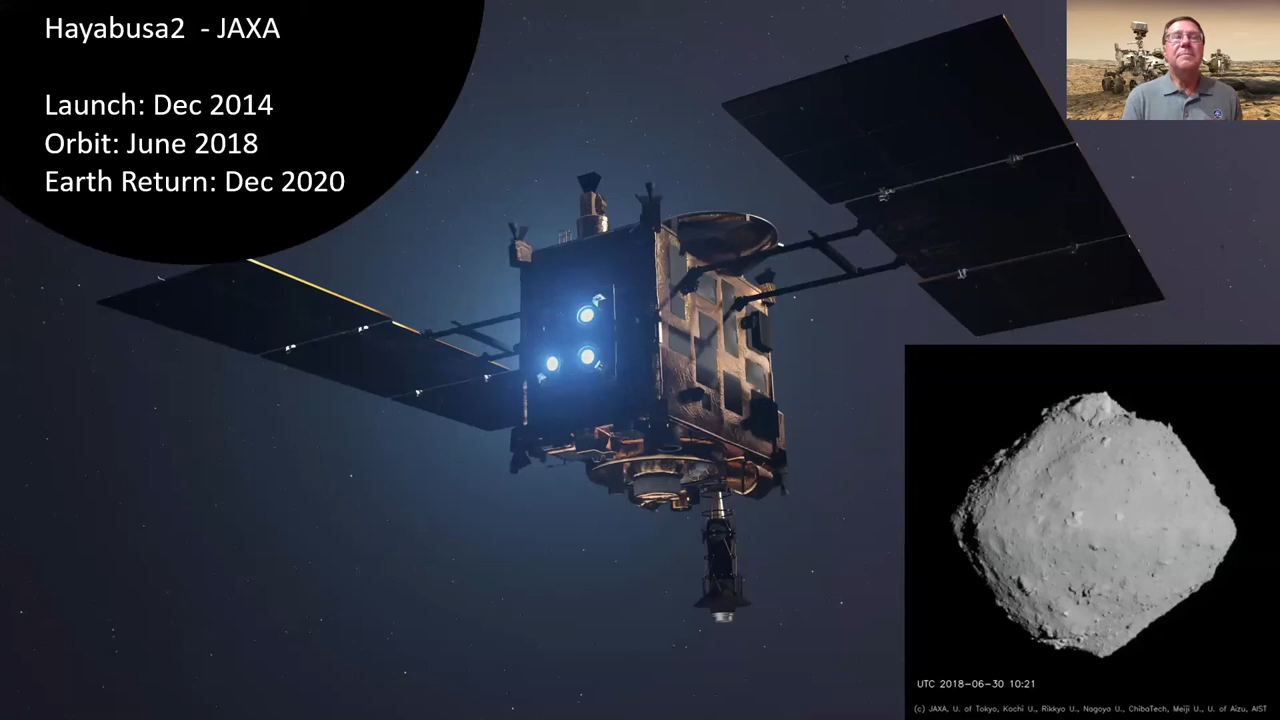 Hayabusa2 - JAXA
Launch: Dec 2014
Orbit: June 2018
Earth Return: Dec 2020
UTC 2018-06-30 10:21
(c) JAXA, U. of Tokyo, Kochi U., Rikkyo U., Nagoya U., ChibaTech, Meiji U., U. of Aizu, AIST